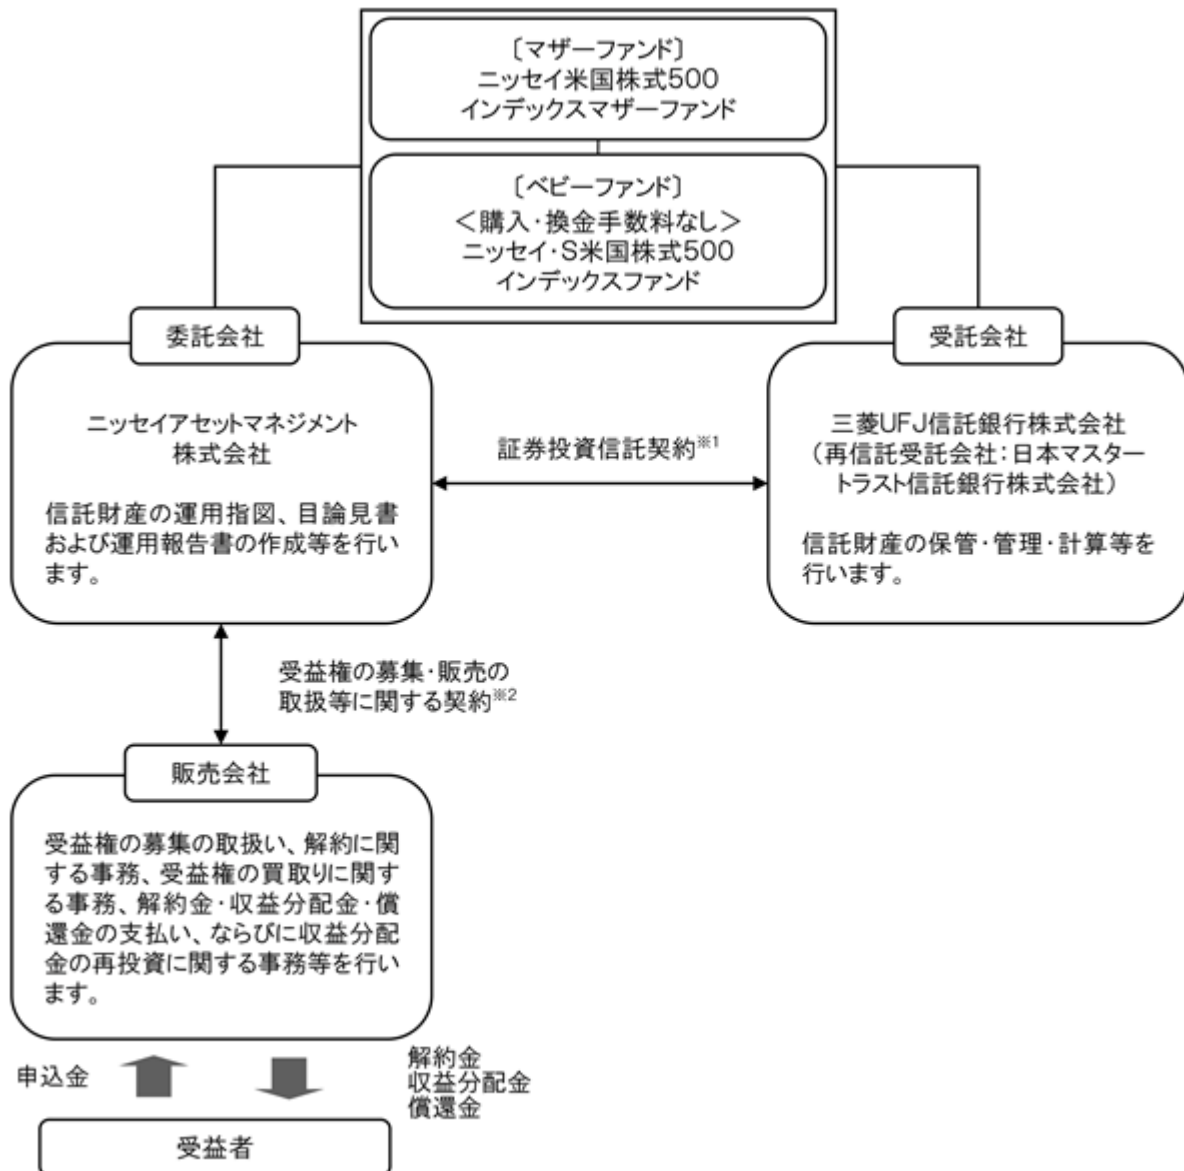 〔マザーファンド〕
ニッセイ米国株式500
インデックスマザーファンド
〔ベビーファンド〕
＜購入・換金手数料なし＞
ニッセイ・S米国株式500
インデックスファンド
委託会社
ニッセイアセットマネジメント
株式会社
信託財産の運用指図、目論見書
および運用報告書の作成等を行い
ます。
証券投資信託契約※1
受託会社
三菱UFJ信託銀行株式会社
（再信託受託会社：日本マスター
トラスト信託銀行株式会社）
信託財産の保管・管理・計算等を
行います。
受益権の募集・販売の
取扱等に関する契約※2
販売会社
受益権の募集の取扱い、解約に関
する事務、受益権の買取りに関す
る事務、解約金・収益分配金・償
還金の支払い、ならびに収益分配
金の再投資に関する事務等を行い
ます。
申込金
解約金
収益分配金
償還金
受益者